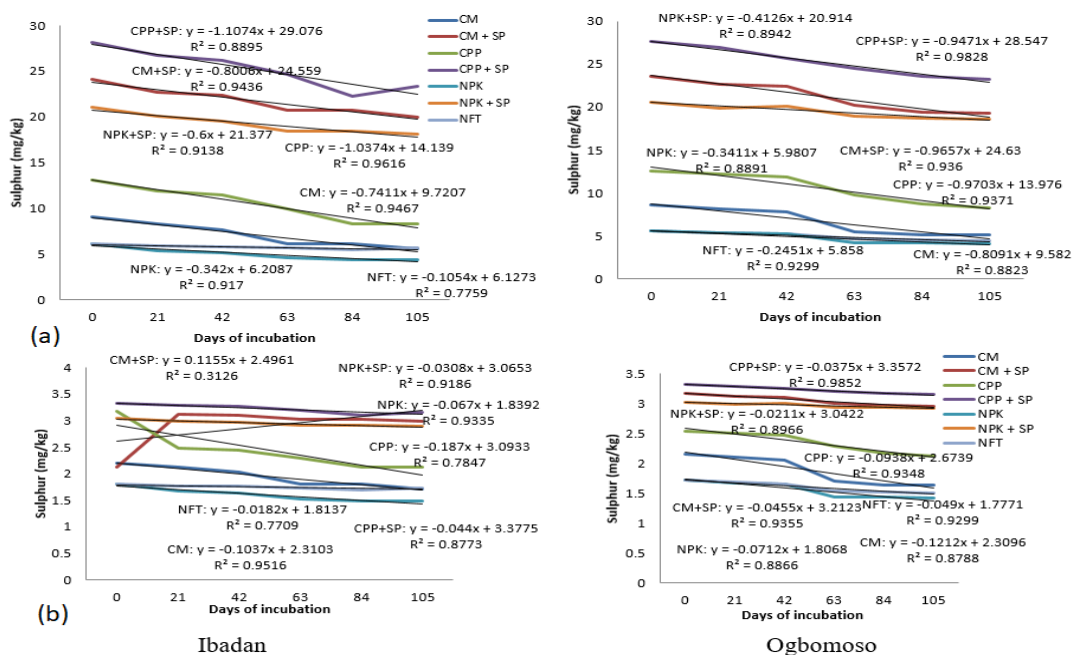 30
25
20
15
10
5
0
Sulphur (mg/kg)
CPP+SP: y = -1.1074x + 29.076
R² = 0.8895
CM+SP: y = -0.8006x + 24.559
R² = 0.9436
NPK+SP: y = -0.6x + 21.377
R² = 0.9138
CPP: y = -1.0374x + 14.139
R² = 0.9616
CM: y = -0.7411x + 9.7207
R² = 0.9467
NPK: y = -0.342x + 6.2087
R² = 0.917
NFT: y = -0.1054x + 6.1273
R² = 0.7759
0 21 42 63 84 105
Days of incubation
CM
CM + SP
CPP
CPP + SP
NPK
NPK + SP
NFT
(a)
30
25
20
15
10
5
0
Sulphur (mg/kg)
NPK+SP: y = -0.4126x + 20.914
R² = 0.8942
CPP+SP: y = -0.9471x + 28.547
R² = 0.9828
NPK: y = -0.3411x + 5.9807
R² = 0.8891
CM+SP: y = -0.9657x + 24.63
R² = 0.936
CPP: y = -0.9703x + 13.976
R² = 0.9371
NFT: y = -0.2451x + 5.858
R² = 0.9299
CM: y = -0.8091x + 9.582
R² = 0.8823
0 21 42 63 84 105
Days of incubation
4
3.5
3
2.5
2
1.5
1
0.5
0
Sulphur (mg/kg)
CM+SP: y = 0.1155x + 2.4961
R² = 0.3126
NPK+SP: y = -0.0308x + 3.0653
R² = 0.9186
NPK: y = -0.067x + 1.8392
R² = 0.9335
CPP: y = -0.187x + 3.0933
R² = 0.7847
NFT: y = -0.0182x + 1.8137
R² = 0.7709
CPP+SP: y = -0.044x + 3.3775
R² = 0.8773
CM: y = -0.1037x + 2.3103
R² = 0.9516
0 21 42 63 84 105
Days of incubation
(b)
Ibadan
3.5
3
2.5
2
1.5
1
0.5
0
Sulphur (mg/kg)
CPP+SP: y = -0.0375x + 3.3572
R² = 0.9852
NPK+SP: y = -0.0211x + 3.0422
R² = 0.8966
CPP: y = -0.0938x + 2.6739
R² = 0.9348
CM+SP: y = -0.0455x + 3.2123
R² = 0.9355
NFT: y = -0.049x + 1.7771
R² = 0.9299
NPK: y = -0.0712x + 1.8068
R² = 0.8866
CM: y = -0.1212x + 2.3096
R² = 0.8788
0 21 42 63 84 105
Days of incubation
CM
CM + SP
CPP
CPP + SP
NPK
NPK + SP
NFT
Ogbomoso